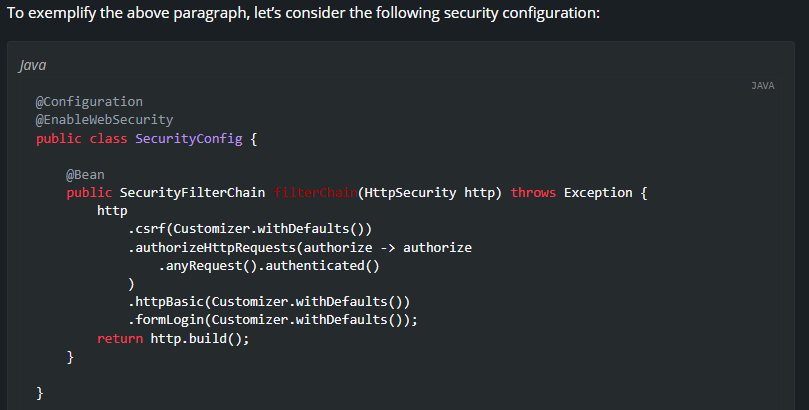 To exemplify the above paragraph, let’s consider the following security configuration:
Java
JAVA
@Configuration
@EnableWebSecurity
public class SecurityConfig {
@Bean
public SecurityFilterChain filterChain(HttpSecurity http) throws Exception {
http
.csrf(Customizer.withDefaults())
.authorizeHttpRequests(authorize -> authorize
.anyRequest().authenticated()
)
.httpBasic(Customizer.withDefaults())
.formLogin(Customizer.withDefaults());
return http.build();
}
}